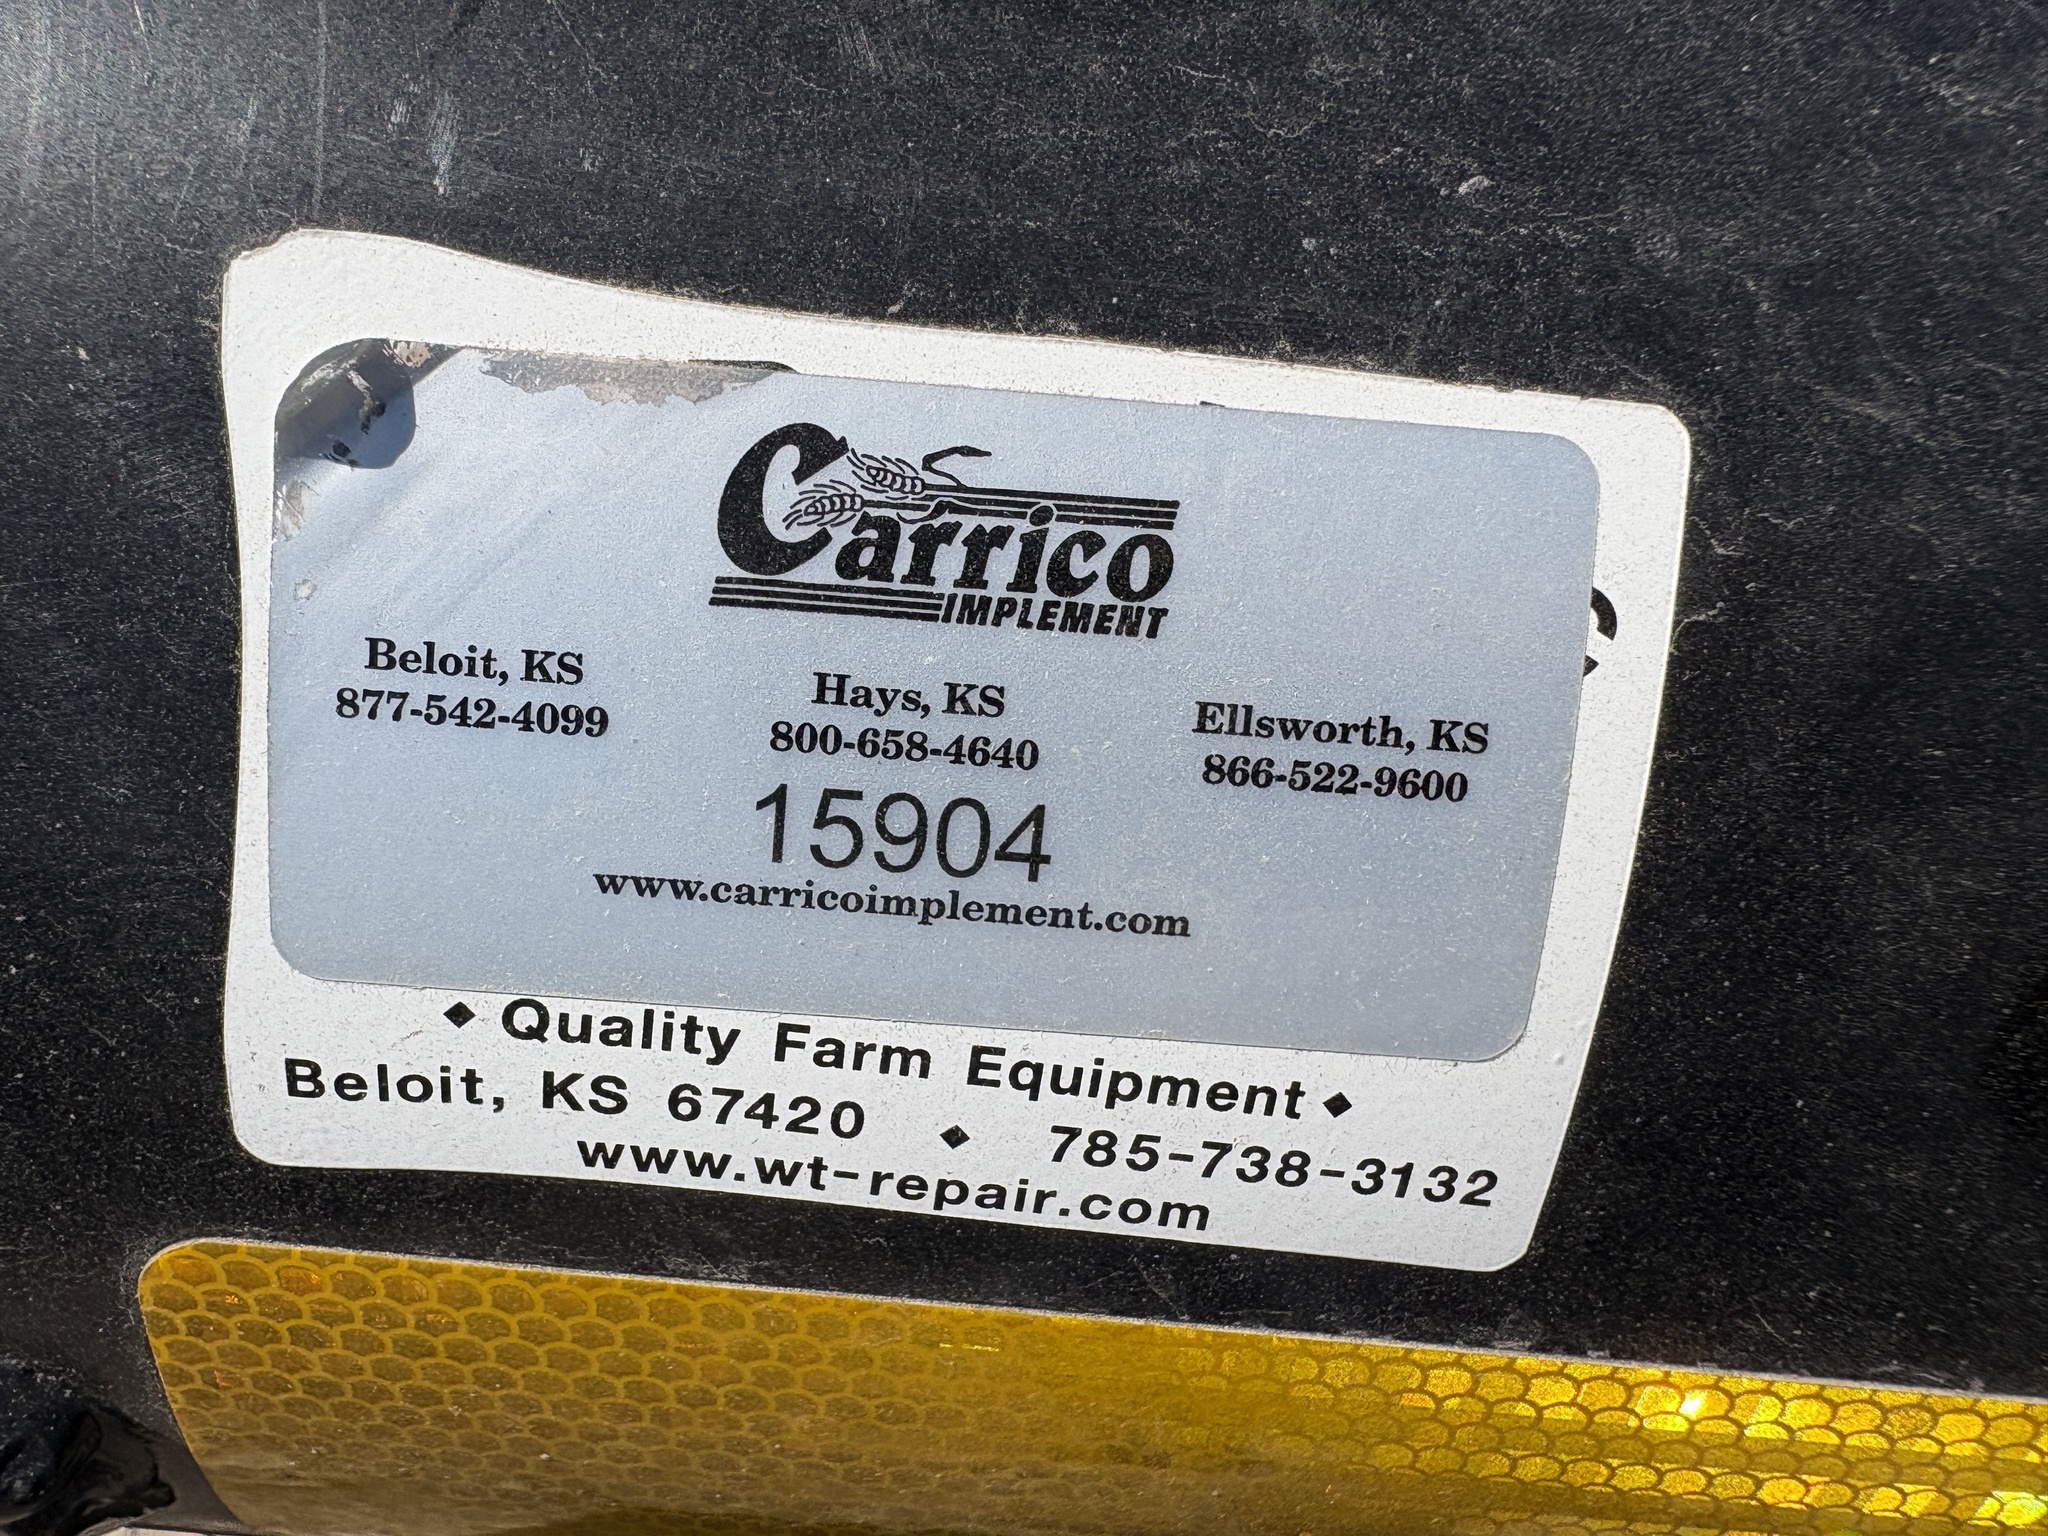 Carrico
IMPLEMENT
Beloit, KS
877-542-4099
Hays, KS
800-658-4640
Ellsworth, KS
866-522-9600
15904
www.carricoimplement.com
◆ Quality Farm Equipment ◆
Beloit, KS 67420 ◆ 785-738-3132
www.wt-repair.com